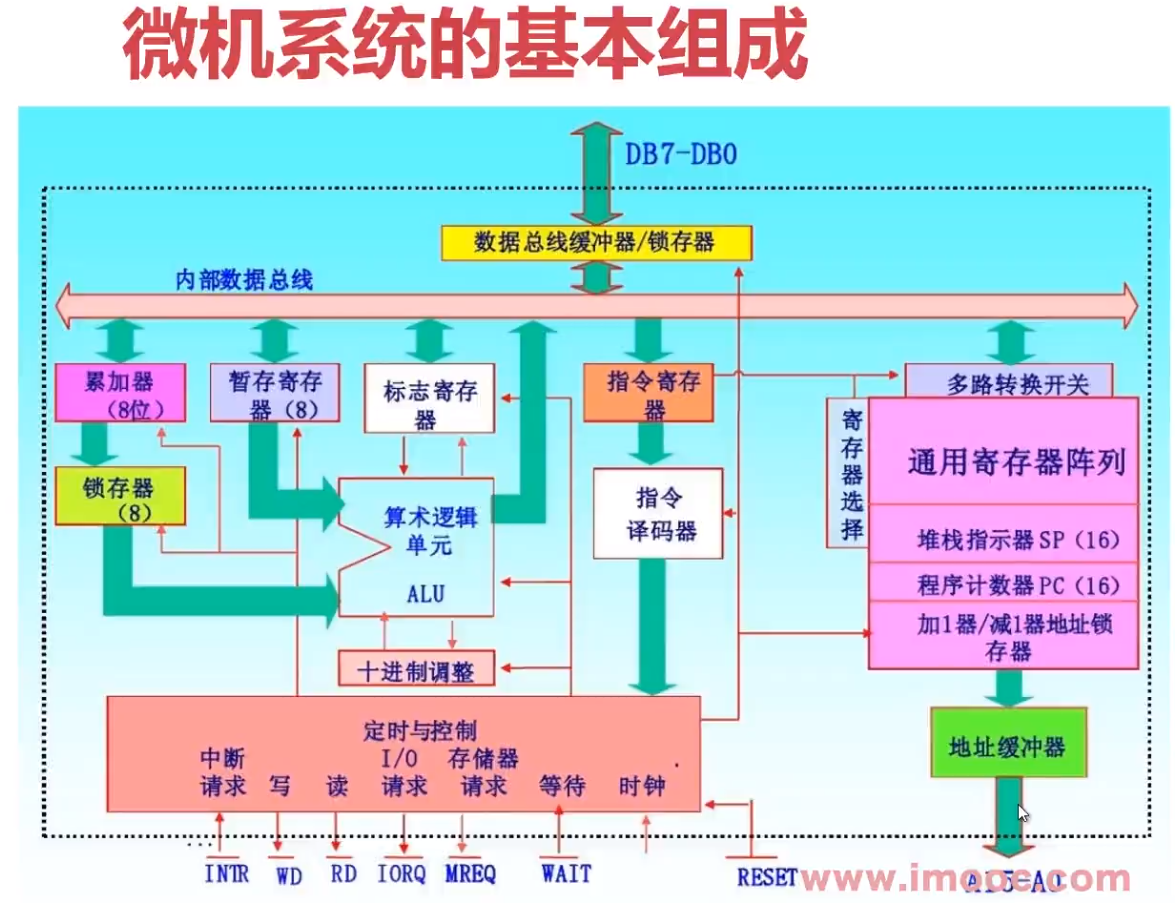 微机系统的基本组成
DB7-DB0
数据总线缓冲器/锁存器
内部数据总线
累加器
（8位）
暂存寄存
器（8）
标志寄存
器
指令寄存
器
多路转换开关
寄
存
器
选
择
通用寄存器阵列
锁存器
（8）
算术逻辑
单元
ALU
指令
译码器
堆栈指示器SP（16）
程序计数器PC（16）
加1器/减1器地址锁
存器
十进制调整
定时与控制
中断
请求
写
读
I/O
请求
存储器
请求
等待
时钟
地址缓冲器
INTR
WD
RD
IORQ
MREQ
WAIT
RESET
A15-A0
www.imooc.com